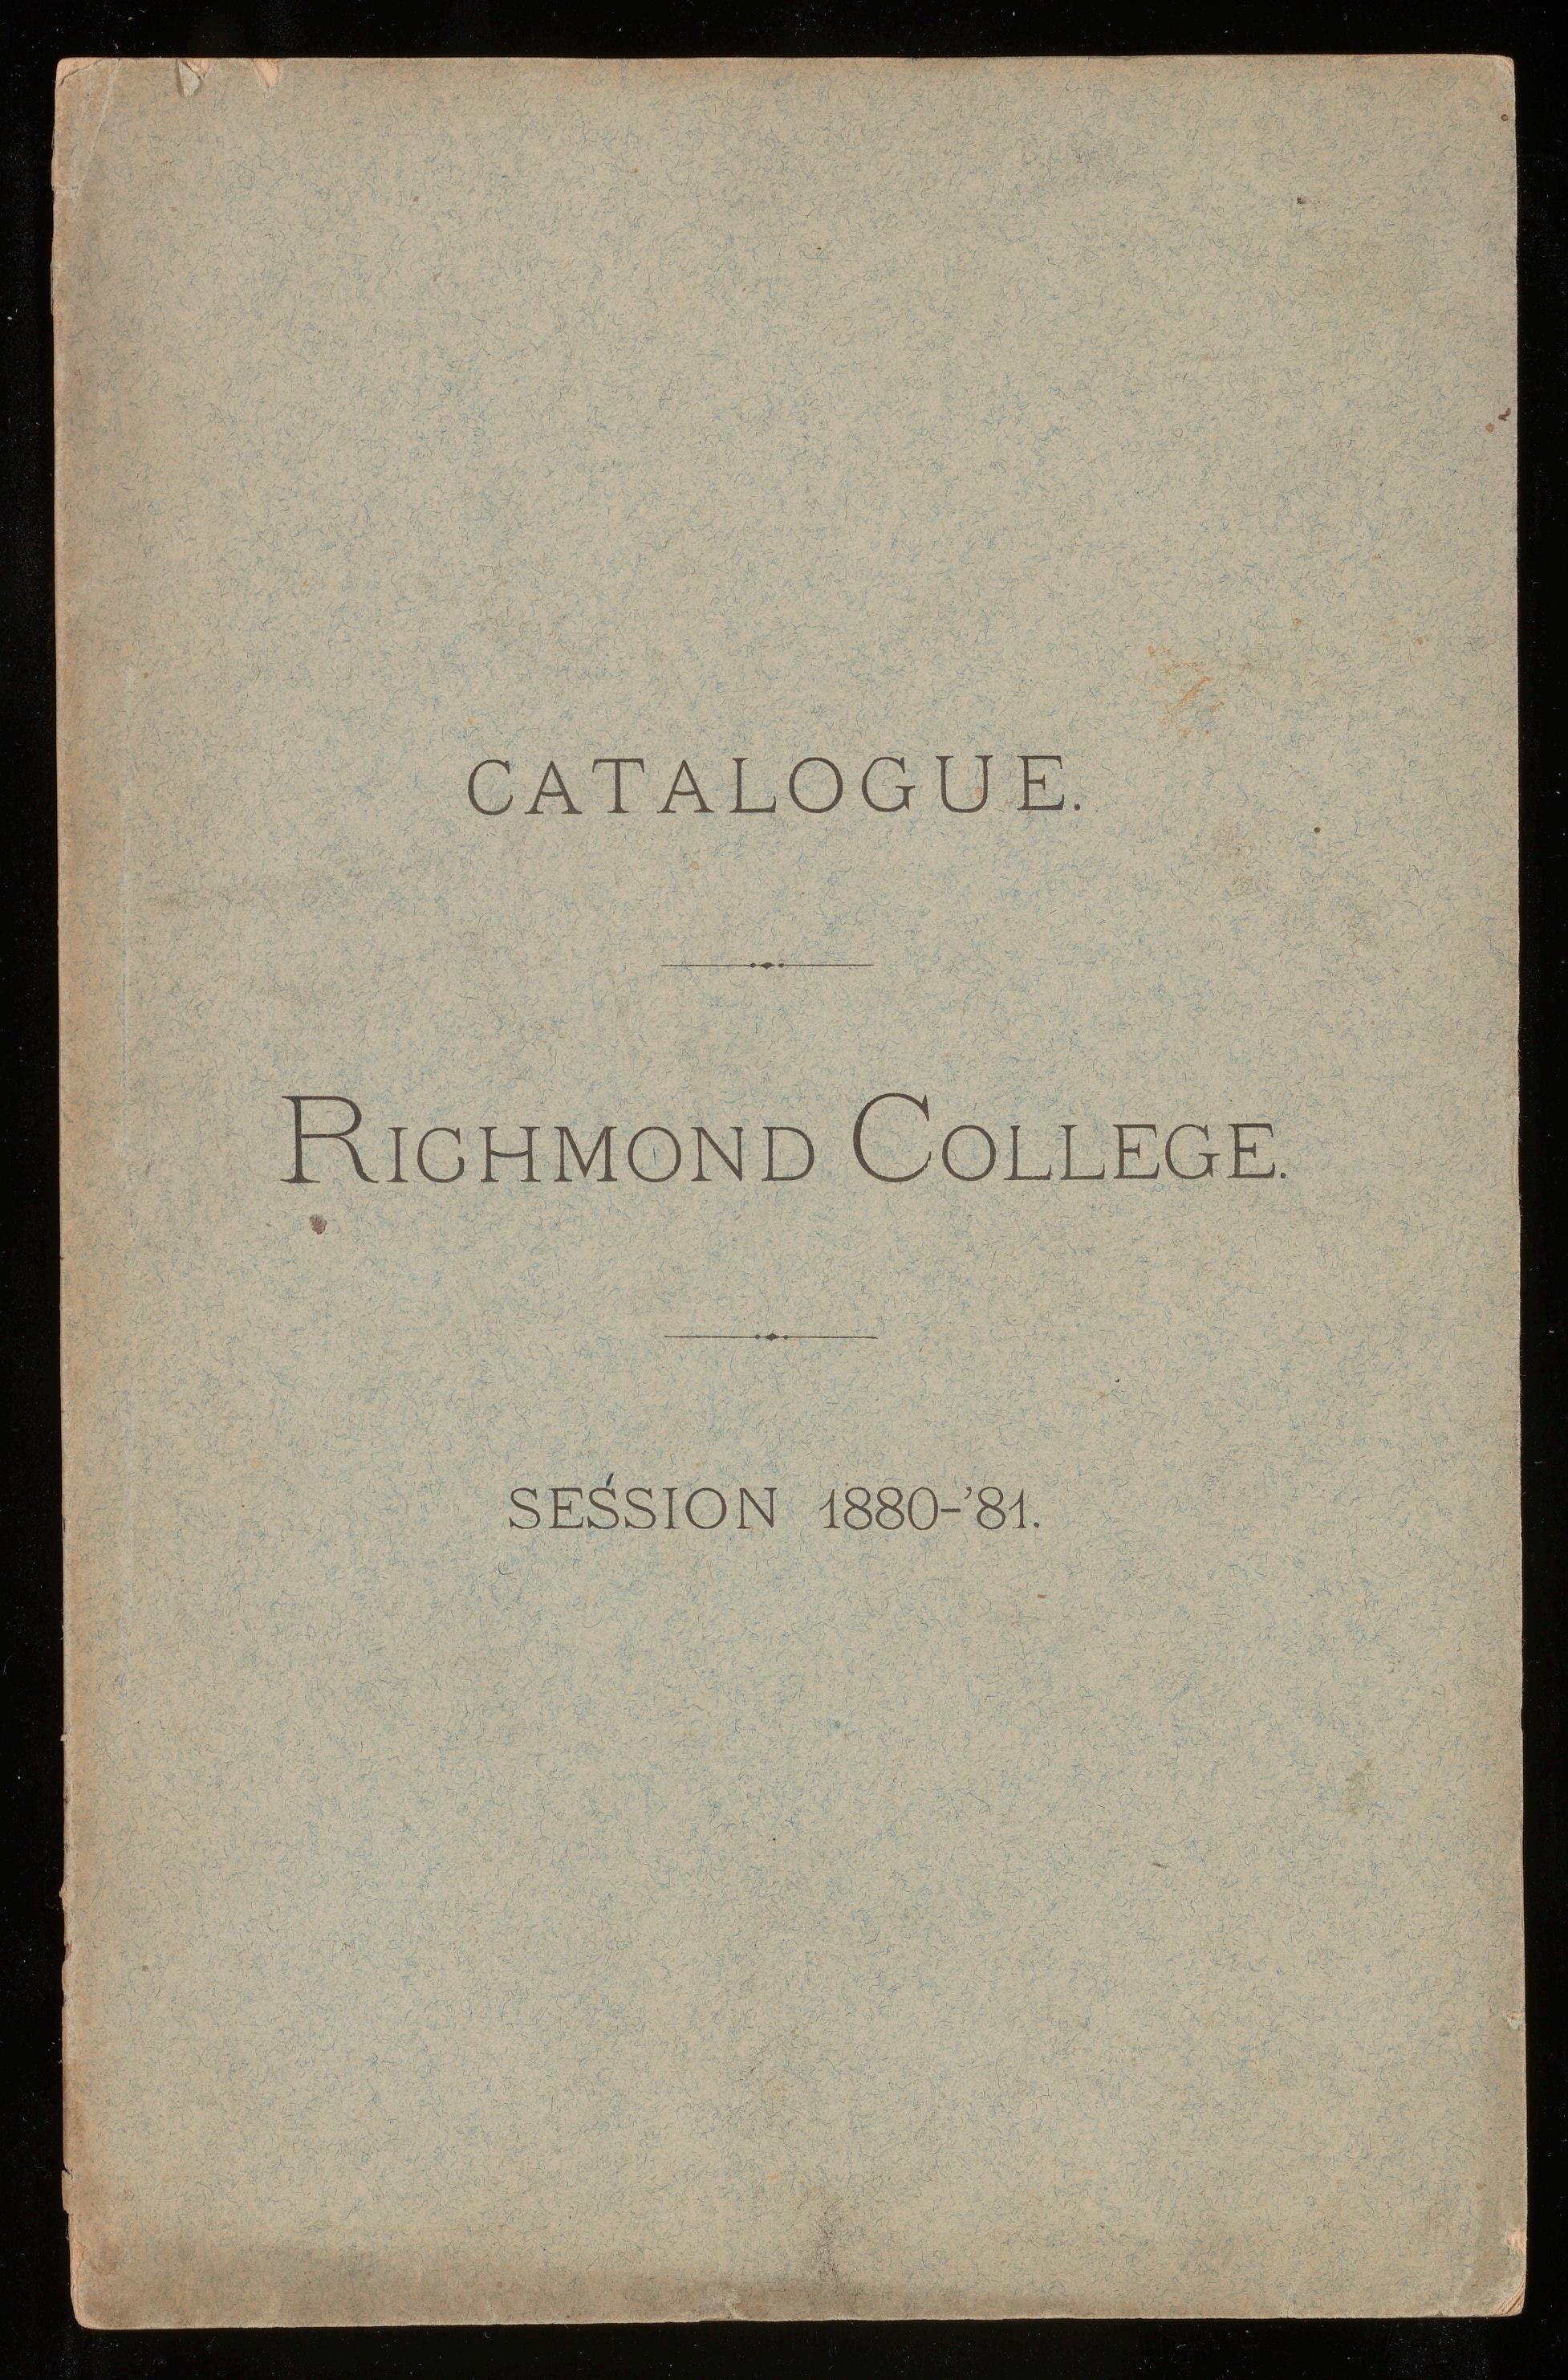 CATALOGUE.
RICHMOND COLLEGE.
SESSION 1880-'81.